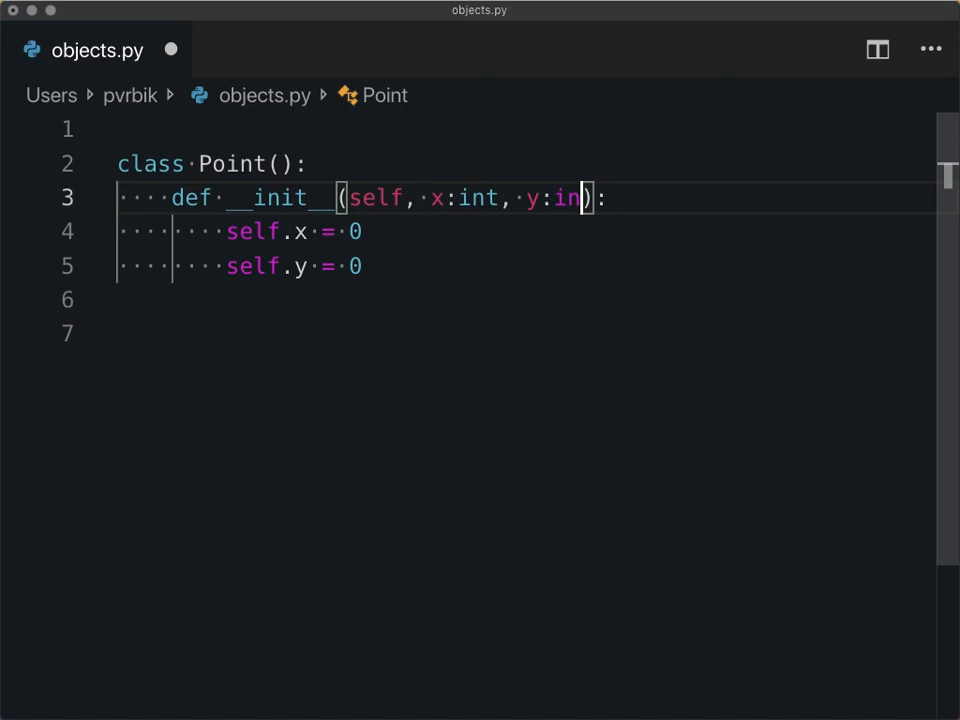 objects.py
objects.py
Users pvrbik objects.py Point
1
2 class Point():
3 def __init__(self, x:int, y:in):
4 self.x = 0
5 self.y = 0
6
7